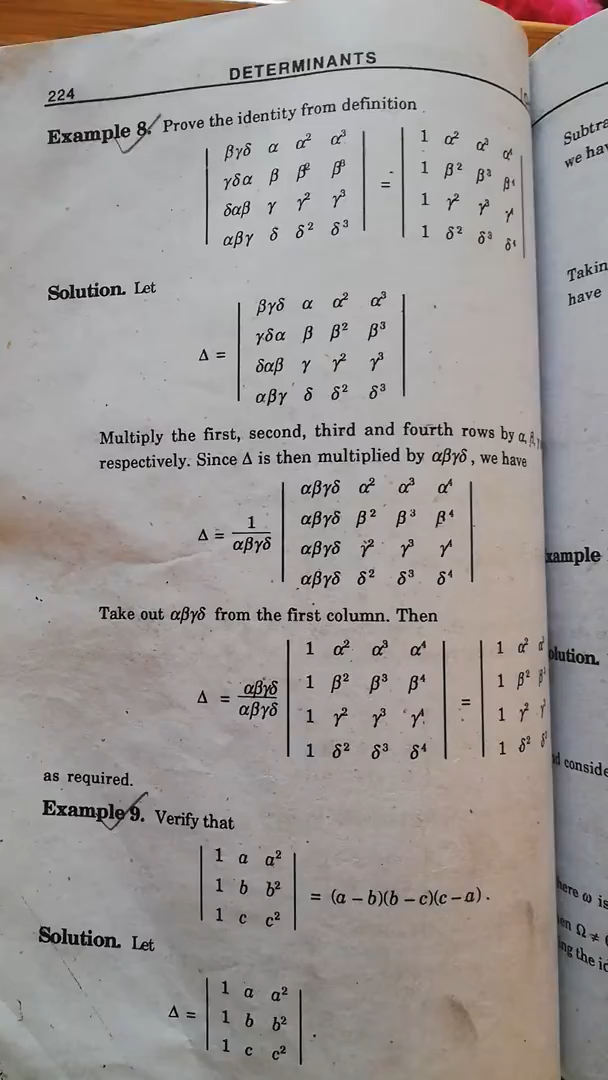 224
DETERMINANTS
Example 8. Prove the identity from definition
βγδ α α² α³ 1 α² α³ α⁴
γδα β β² β³ = 1 β² β³ β⁴
δαβ γ γ² γ³ 1 γ² γ³ γ⁴
αβγ δ δ² δ³ 1 δ² δ³ δ⁴
Solution. Let
βγδ α α² α³
γδα β β² β³
Δ =
δαβ γ γ² γ³
αβγ δ δ² δ³
Multiply the first, second, third and fourth rows by α, β,
respectively. Since Δ is then multiplied by αβγδ, we have
αβγδ α² α³ α⁴
Δ = 1/αβγδ αβγδ β² β³ β⁴
αβγδ γ² γ³ γ⁴
αβγδ δ² δ³ δ⁴
Take out αβγδ from the first column. Then
1 α² α³ α⁴ 1 α²
Δ = αβγδ/αβγδ 1 β² β³ β⁴ = 1 β²
1 γ² γ³ γ⁴ 1 γ²
1 δ² δ³ δ⁴ 1 δ²
as required.
Example 9. Verify that
1 a a²
1 b b² = (a – b)(b – c)(c – a).
1 c c²
Solution. Let
1 a a²
Δ = 1 b b² .
1 c c²
Subtra
we hav
Takin
have
xample
olution.
d conside
here ω is
en Ω ≠
ng the id